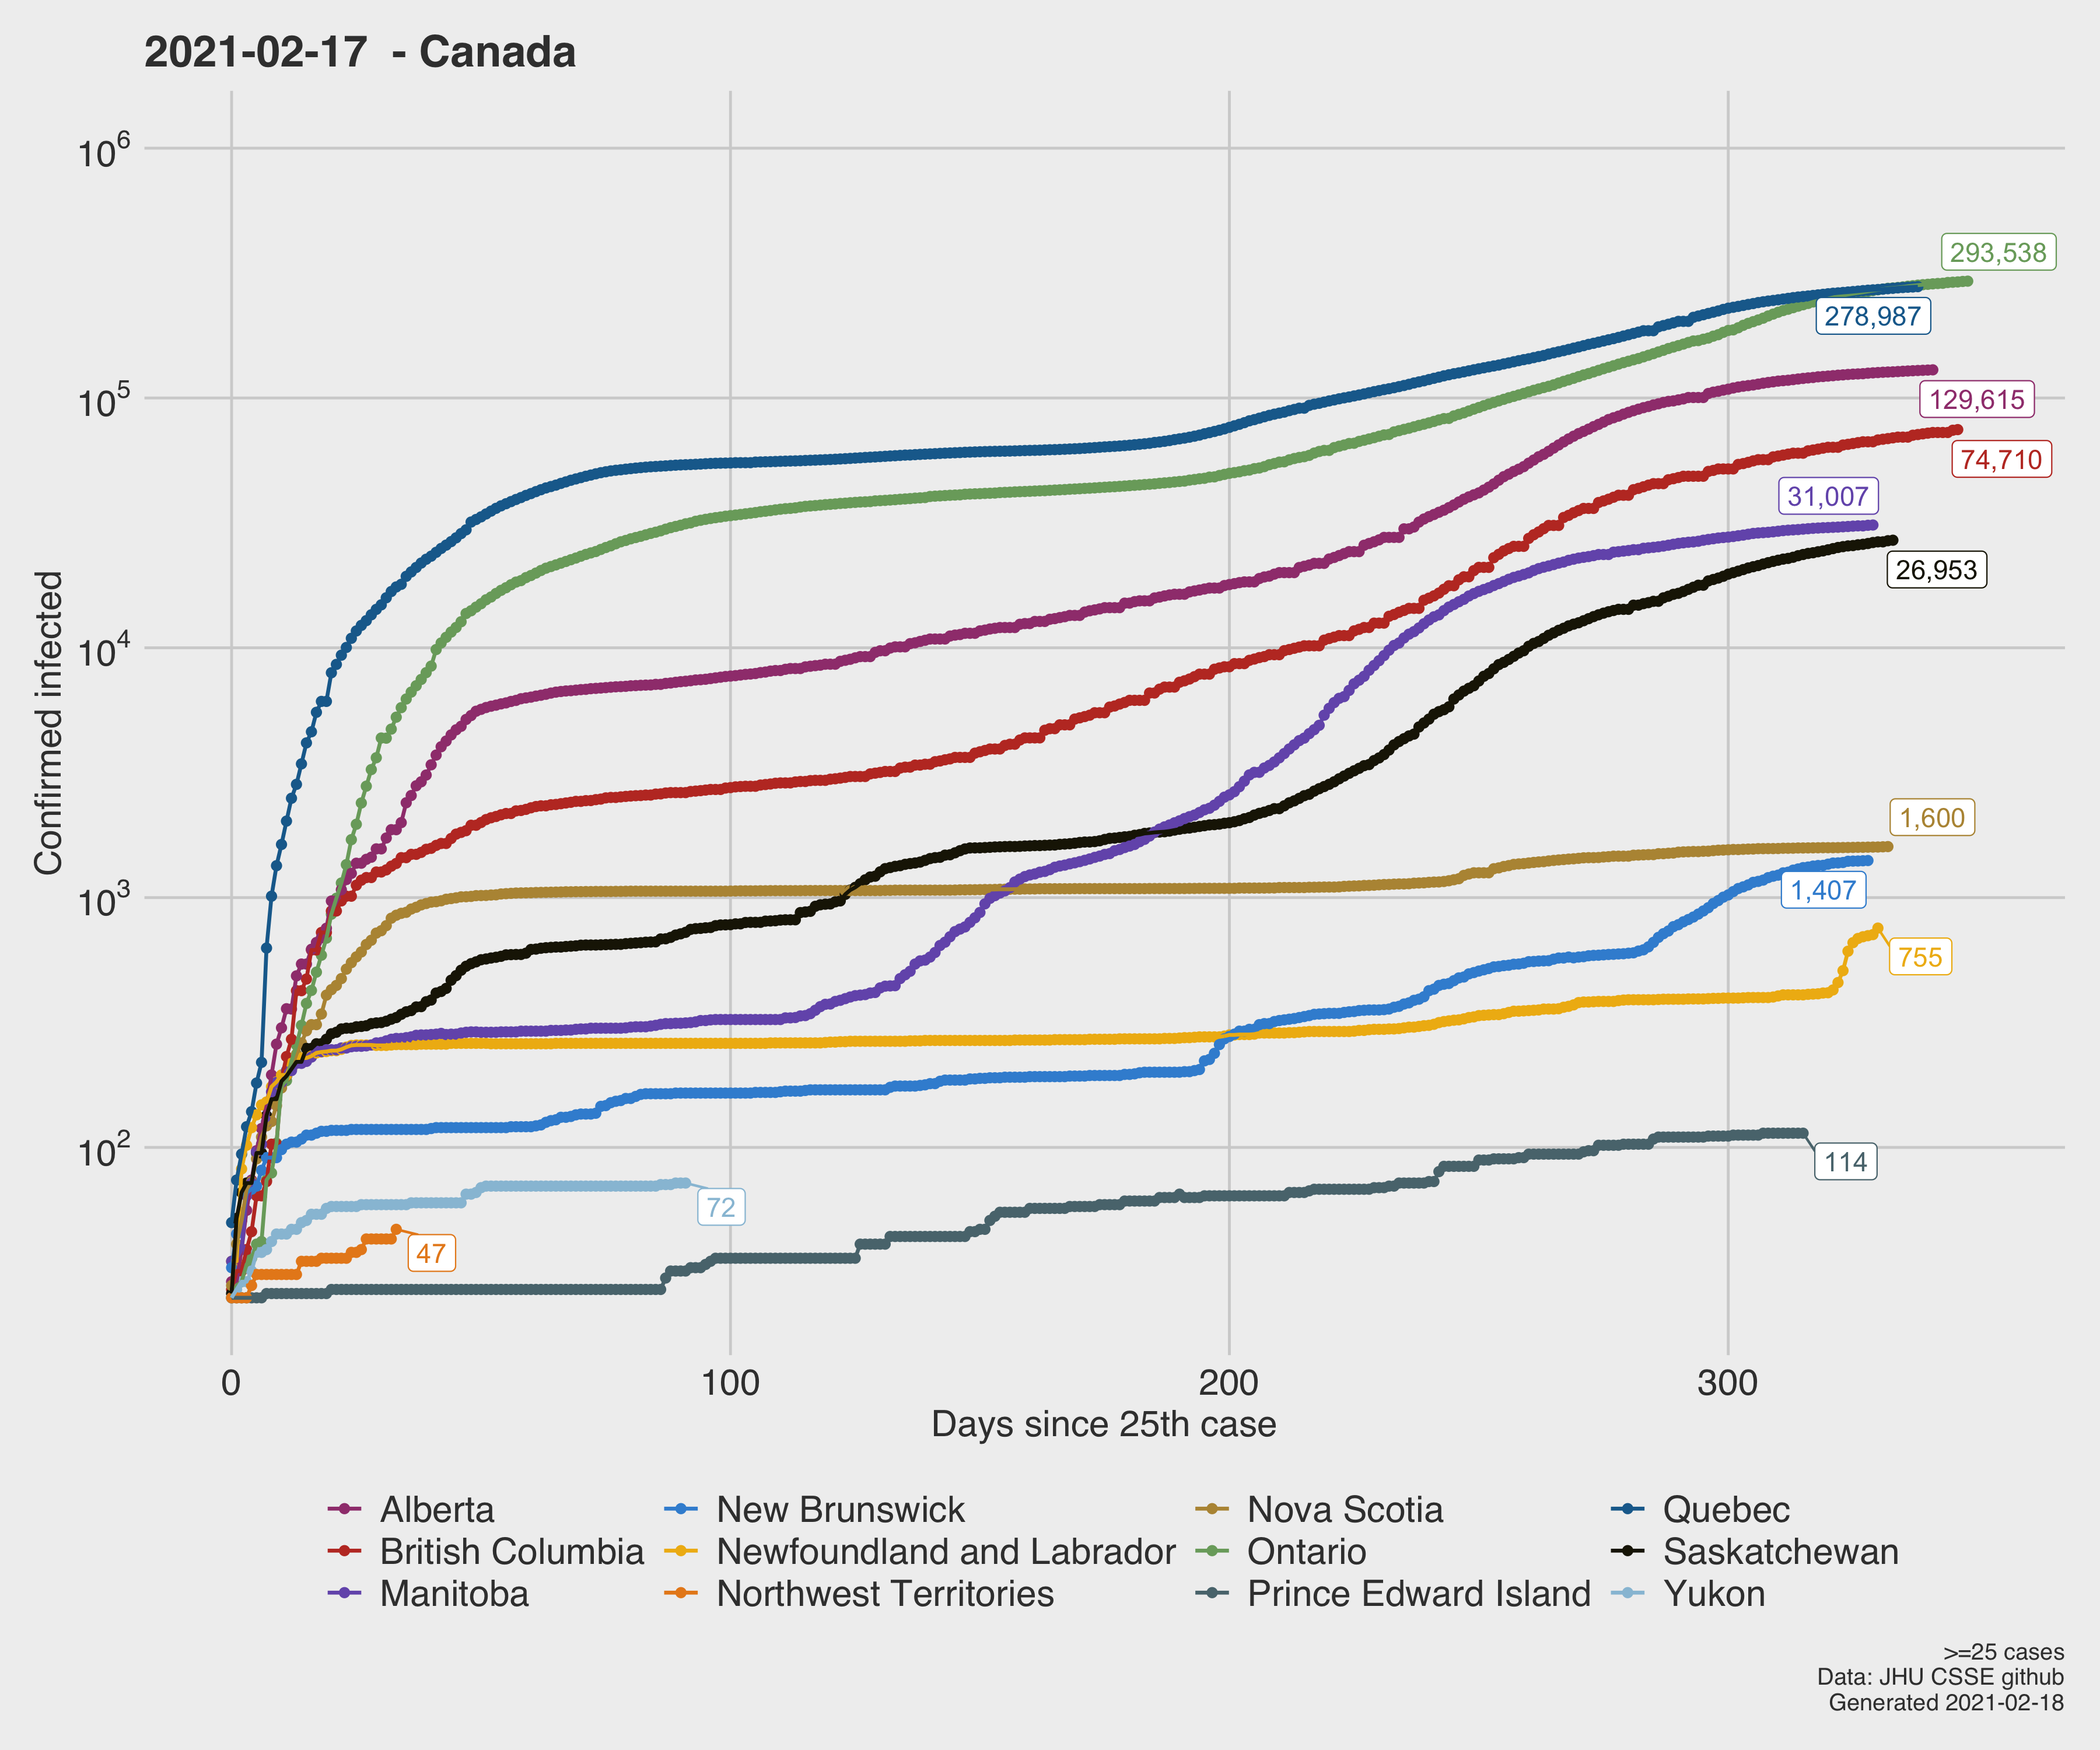 2021-02-17 - Canada
10^6
10^5
10^4
10^3
10^2
Confirmed infected
293,538
278,987
129,615
74,710
31,007
26,953
1,600
1,407
755
114
72
47
0 100 200 300
Days since 25th case
Alberta New Brunswick Nova Scotia Quebec
British Columbia Newfoundland and Labrador Ontario Saskatchewan
Manitoba Northwest Territories Prince Edward Island Yukon
>=25 cases
Data: JHU CSSE github
Generated 2021-02-18